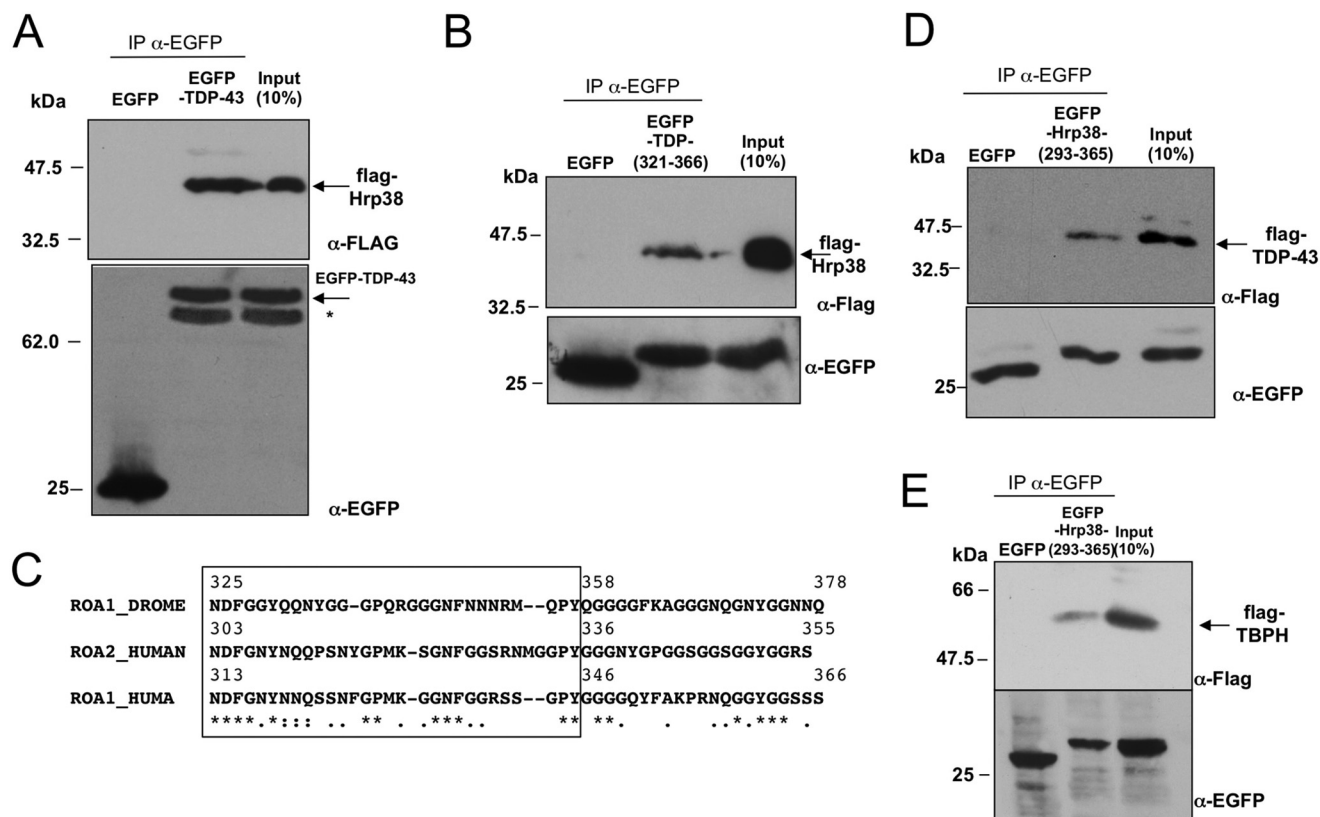 A
IP α-EGFP
EGFP
EGFP
-TDP-43
Input
(10%)
kDa
47.5
32.5
flag-
Hrp38
α-FLAG
EGFP-TDP-43
*
62.0
25
α-EGFP
B
IP α-EGFP
EGFP
EGFP
-TDP-
(321-366)
Input
(10%)
kDa
47.5
32.5
flag-
Hrp38
α-Flag
25
α-EGFP
D
IP α-EGFP
EGFP
EGFP
-Hrp38-
(293-365)
Input
(10%)
kDa
47.5
32.5
flag-
TDP-43
α-Flag
25
α-EGFP
C
325 358 378
ROA1_DROME NDFGGYQQNYGG-GPQRGGGNFNNNRM--QPYQGGGGFKAGGGNQGNYGGNNQ
303 336 355
ROA2_HUMAN NDFGNYNQQPSNYGPMK-SGNFGGSRNMGGPYGGGNYGPGGSGGSGGYGGRS
313 346 366
ROA1_HUMA NDFGNYNNQSSNFGPMK-GGNFGGRSS--GPYGGGGQYFAKPRNQGGYGGSSS
****.*::: .. ** . .***.. ** **. . ..*.***.
E
IP α-EGFP
EGFP
EGFP
-Hrp38-
(293-365)
Input
(10%)
kDa
66
47.5
flag-
TBPH
α-Flag
25
α-EGFP